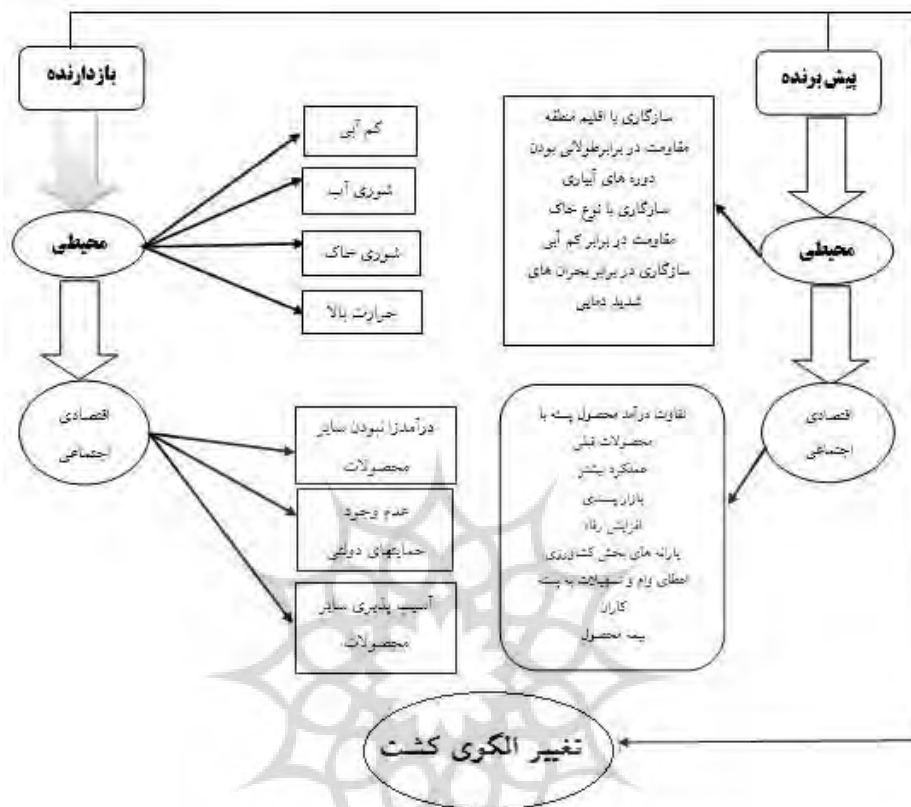 پیش برنده
محیطی
سازگاری با اقلیم منطقه
مقاومت در برابر طولانی بودن
دوره های آبیاری
سازگاری با نوع خاک
مقاومت در برابر کم آبی
سازگاری در برابر بحران های
شدید دمایی
اقتصادی
اجتماعی
تفاوت درآمد محصول پسته با
محصولات قبلی
عملکرد بیشتر
بازار پسندی
افزایش رفاه
یارانه های بخش کشاورزی
اعطای وام و تسهیلات به پسته
کاران
بیمه محصول
بازدارنده
محیطی
کم آبی
شوری آب
شوری خاک
حرارت بالا
اقتصادی
اجتماعی
درآمدزا نبودن سایر
محصولات
عدم وجود
حمایتهای دولتی
آسیب پذیری سایر
محصولات
تغییر الگوی کشت